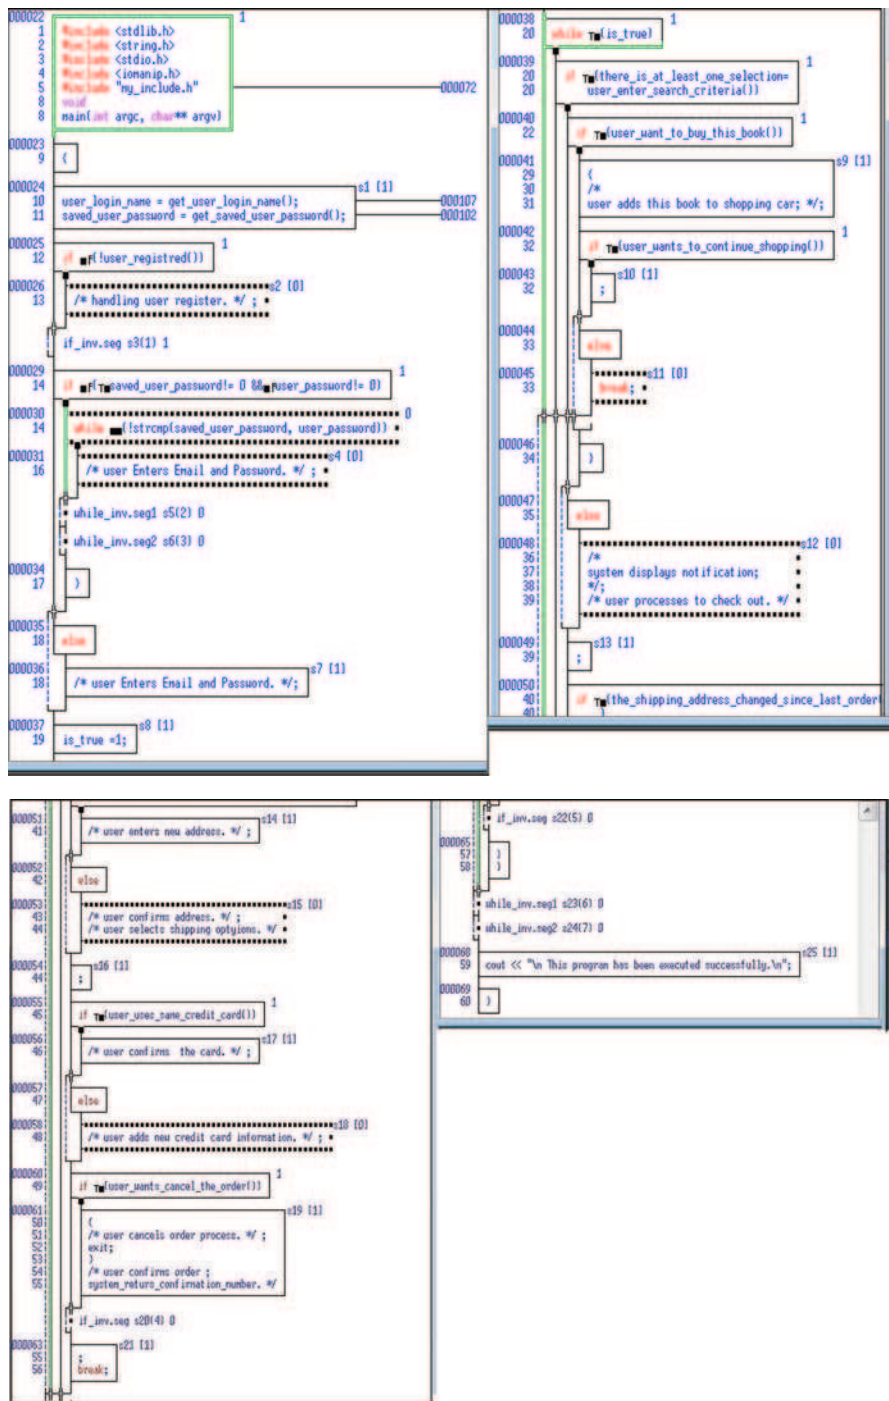 000022 1
1 #include <stdlib.h>
2 #include <string.h>
3 #include <stdio.h>
4 #include <iomanip.h>
5 #include "my_include.h" 000072
8 void
8 main(int argc, char** argv)
000023
9 {
000024 s1 [1]
10 user_login_name = get_user_login_name(); 000107
11 saved_user_password = get_saved_user_password(); 000102
000025 1
12 if F(!user_registred())
000026 s2 [0]
13 /* handling user register. */ ;
if_inv.seg s3(1) 1
000029 1
14 if F(T saved_user_password!= 0 && F user_password!= 0)
000030 0
14 while (!strcmp(saved_user_password, user_password))
000031 s4 [0]
16 /* user Enters Email and Password. */ ;
while_inv.seg1 s5(2) 0
while_inv.seg2 s6(3) 0
000034
17 }
000035
18 else
000036 s7 [1]
18 /* user Enters Email and Password. */;
000037 s8 [1]
19 is_true =1;
000038 1
20 while T(is_true)
000039 1
20 if T(there_is_at_least_one_selection=
20 user_enter_search_criteria())
000040 1
22 if T(user_want_to_buy_this_book())
000041 s9 [1]
29 {
30 /*
31 user adds this book to shopping car; */;
000042 1
32 if T(user_wants_to_continue_shopping())
000043 s10 [1]
32 ;
000044
33 else
000045 s11 [0]
33 break;
000046
34 }
000047
35 else
000048 s12 [0]
36 /*
37 system displays notification;
38 */;
39 /* user processes to check out. */
000049 s13 [1]
39 ;
000050
40 if T(the_shipping_address_changed_since_last_order(
40 )
000051 s14 [1]
41 /* user enters new address. */ ;
000052
42 else
000053 s15 [0]
43 /* user confirms address. */ ;
44 /* user selects shipping optyions. */
000054 s16 [1]
44 ;
000055 1
45 if T(user_uses_same_credit_card())
000056 s17 [1]
46 /* user confirms the card. */ ;
000057
47 else
000058 s18 [0]
48 /* user adds new credit card information. */ ;
000060 1
49 if T(user_wants_cancel_the_order())
000061 s19 [1]
50 {
51 /* user cancels order process. */ ;
52 exit;
53 }
54 /* user confirms order ;
55 system_returs_confirmation_number. */
if_inv.seg s20(4) 0
000063 s21 [1]
55 ;
56 break;
if_inv.seg s22(5) 0
000065
57 }
58 }
while_inv.seg1 s23(6) 0
while_inv.seg2 s24(7) 0
000068 s25 [1]
59 cout << "\n This program has been executed successfully.\n";
000069
60 }